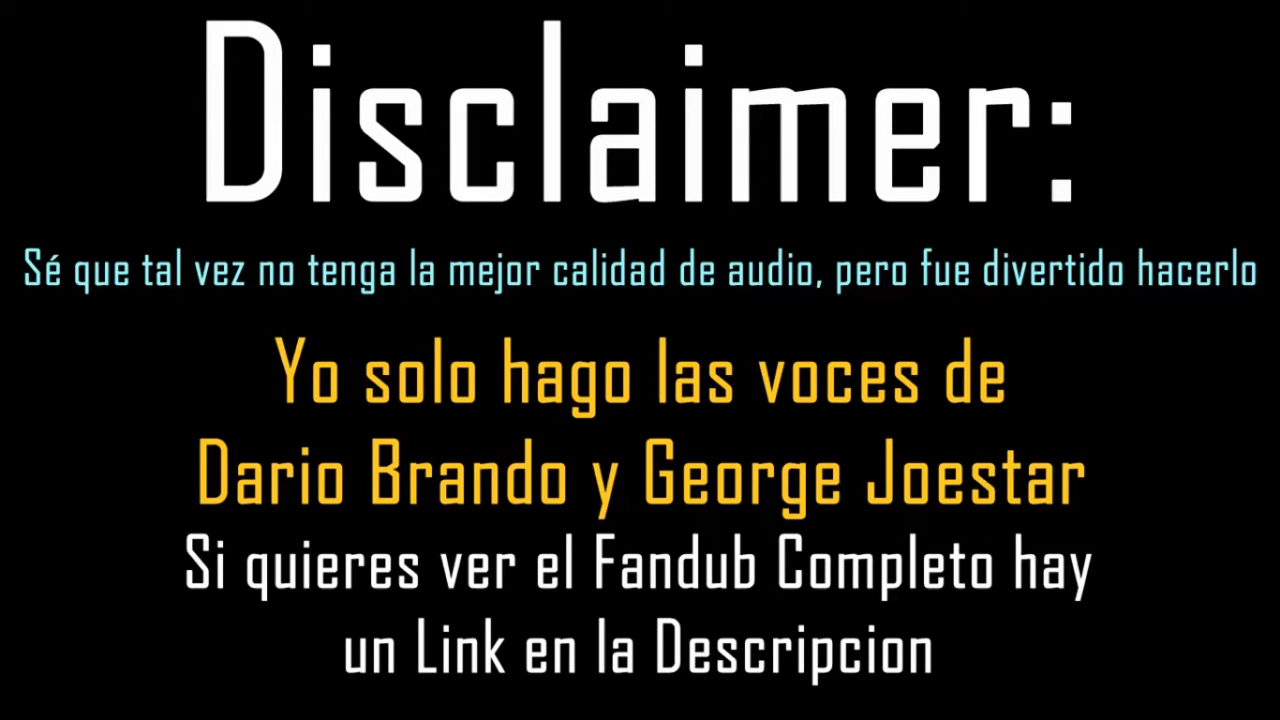 Disclaimer:
Sé que tal vez no tenga la mejor calidad de audio, pero fue divertido hacerlo
Yo solo hago las voces de
Dario Brando y George Joestar
Si quieres ver el Fandub Completo hay
un Link en la Descripcion